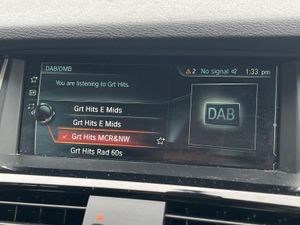 DAB/DMB
2 No signal 1:33 pm
You are listening to Grt Hits.
Grt Hits E Mids
Grt Hits E Mids
Grt Hits MCR&NW
Grt Hits Rad 60s
DAB